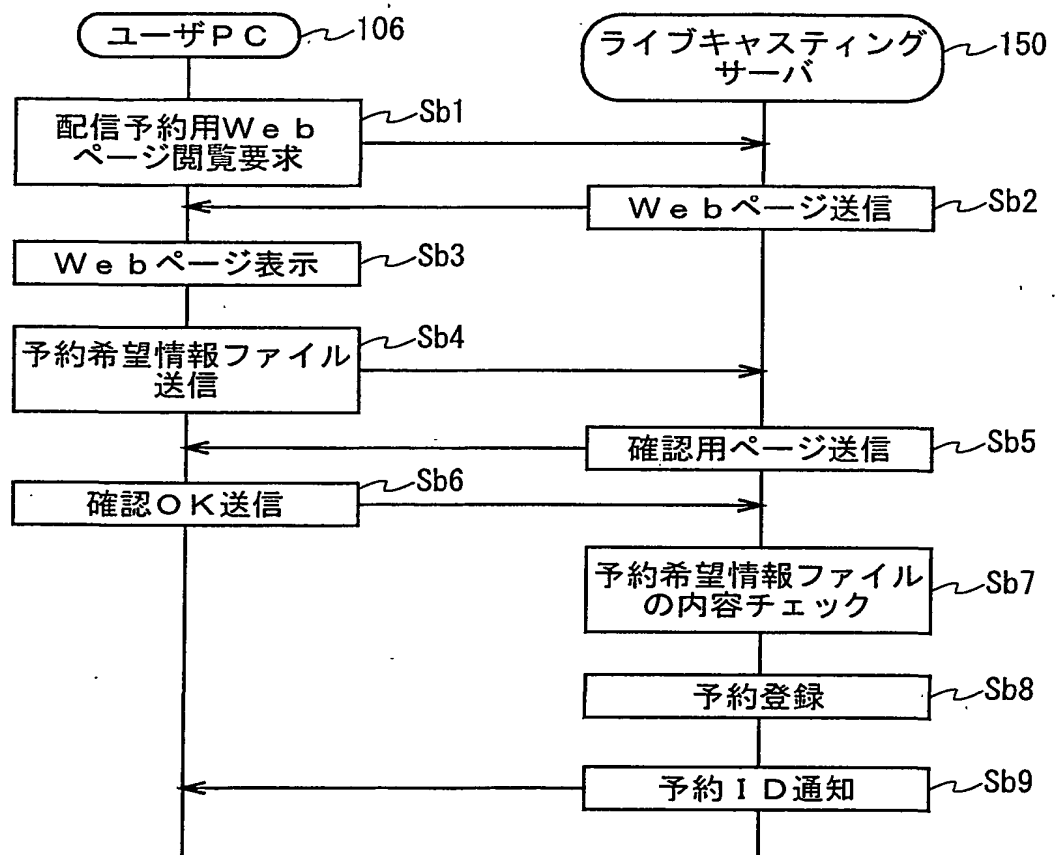 ユーザPC
106
ライブキャスティング
サーバ
150
配信予約用Web
ページ閲覧要求
Sb1
Webページ送信
Sb2
Webページ表示
Sb3
予約希望情報ファイル
送信
Sb4
確認用ページ送信
Sb5
確認OK送信
Sb6
予約希望情報ファイル
の内容チェック
Sb7
予約登録
Sb8
予約ID通知
Sb9